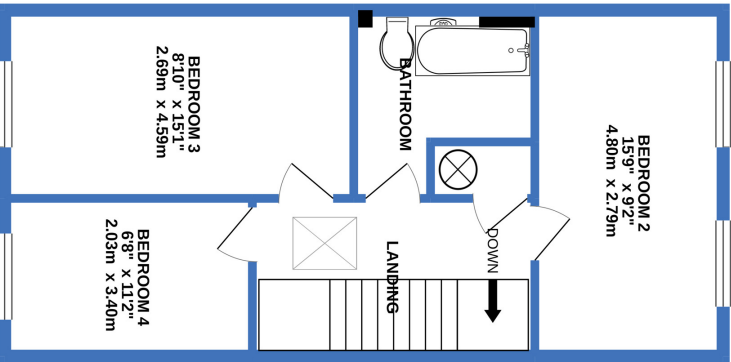 BEDROOM 3
8'10" x 15'1"
2.69m x 4.59m
BATHROOM
BEDROOM 2
15'9" x 9'2"
4.80m x 2.79m
BEDROOM 4
6'8" x 11'2"
2.03m x 3.40m
LANDING
DOWN